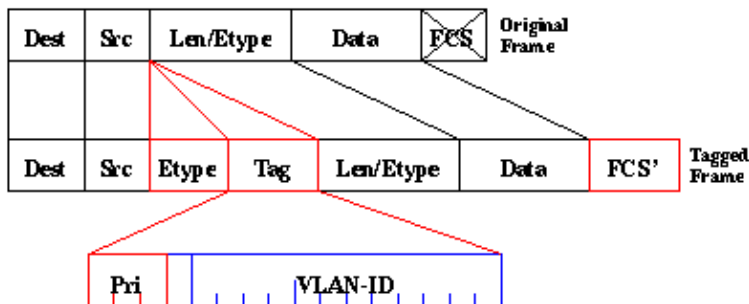 Dest Src Len/Etype Data FCS Original
Frame
Dest Src Etype Tag Len/Etype Data FCS' Tagged
Frame
Pri VLAN-ID